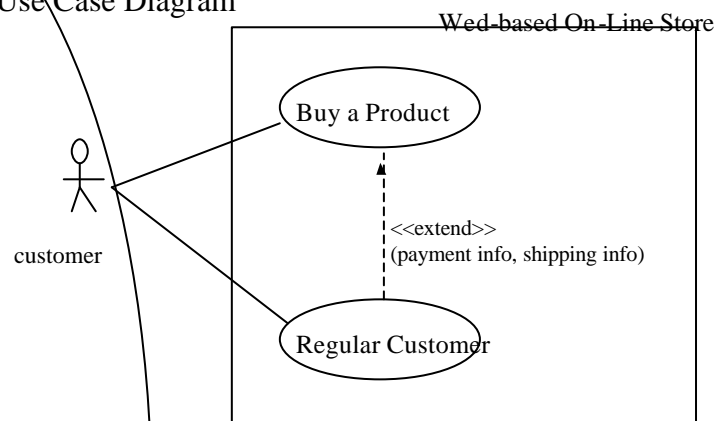 Use Case Diagram
Wed-based On-Line Store
Buy a Product
<<extend>>
(payment info, shipping info)
customer
Regular Customer